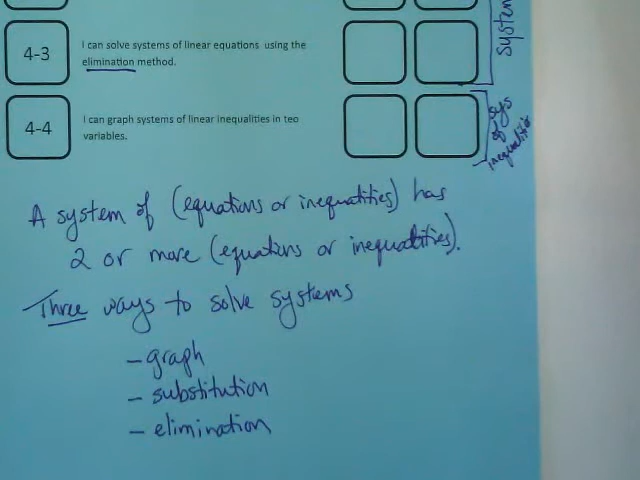 4-3
I can solve systems of linear equations using the
elimination method.
system
4-4
I can graph systems of linear inequalities in teo
variables.
sys
of
inequalities
A system of (equations or inequalities) has
2 or more (equations or inequalities).
Three ways to solve systems
- graph
- substitution
- elimination